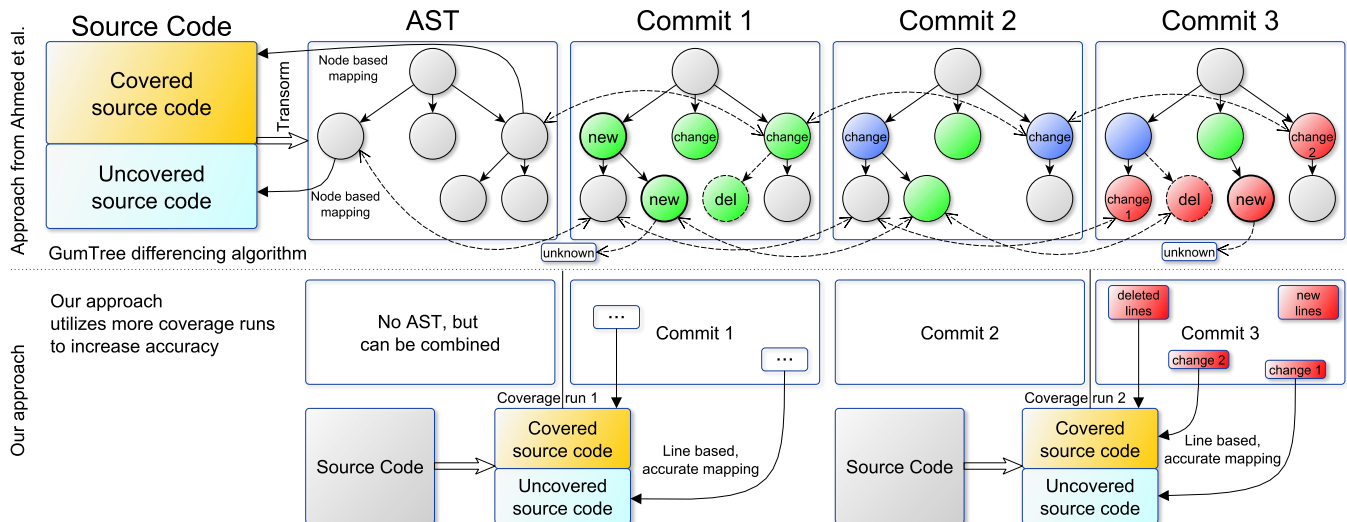 Source Code
AST
Commit 1
Commit 2
Commit 3
Approach from Ahmed et al.
Covered
source code
Uncovered
source code
Transorm
Node based
mapping
Node based
mapping
new
change
change
new
del
change
change
change
2
change
1
del
new
unknown
unknown
GumTree differencing algorithm
Our approach
Our approach
utilizes more coverage runs
to increase accuracy
No AST, but
can be combined
...
Commit 1
...
Commit 2
deleted
lines
new
lines
Commit 3
change 2
change 1
Coverage run 1
Coverage run 2
Source Code
Covered
source code
Uncovered
source code
Line based,
accurate mapping
Source Code
Covered
source code
Uncovered
source code
Line based,
accurate mapping